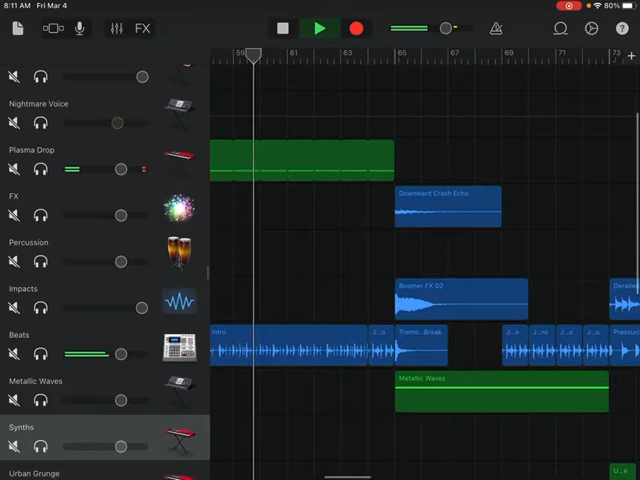 8:11 AM Fri Mar 4
80%
FX
59
61
63
65
67
69
71
73
Nightmare Voice
Plasma Drop
FX
Downward Crash Echo
Percussion
Impacts
Boomer FX 02
Beats
Intro
J...o
Tremo...Break
J...o
J...ro
J...o
J...o
Metallic Waves
Metallic Waves
Synths
Urban Grunge
U...e